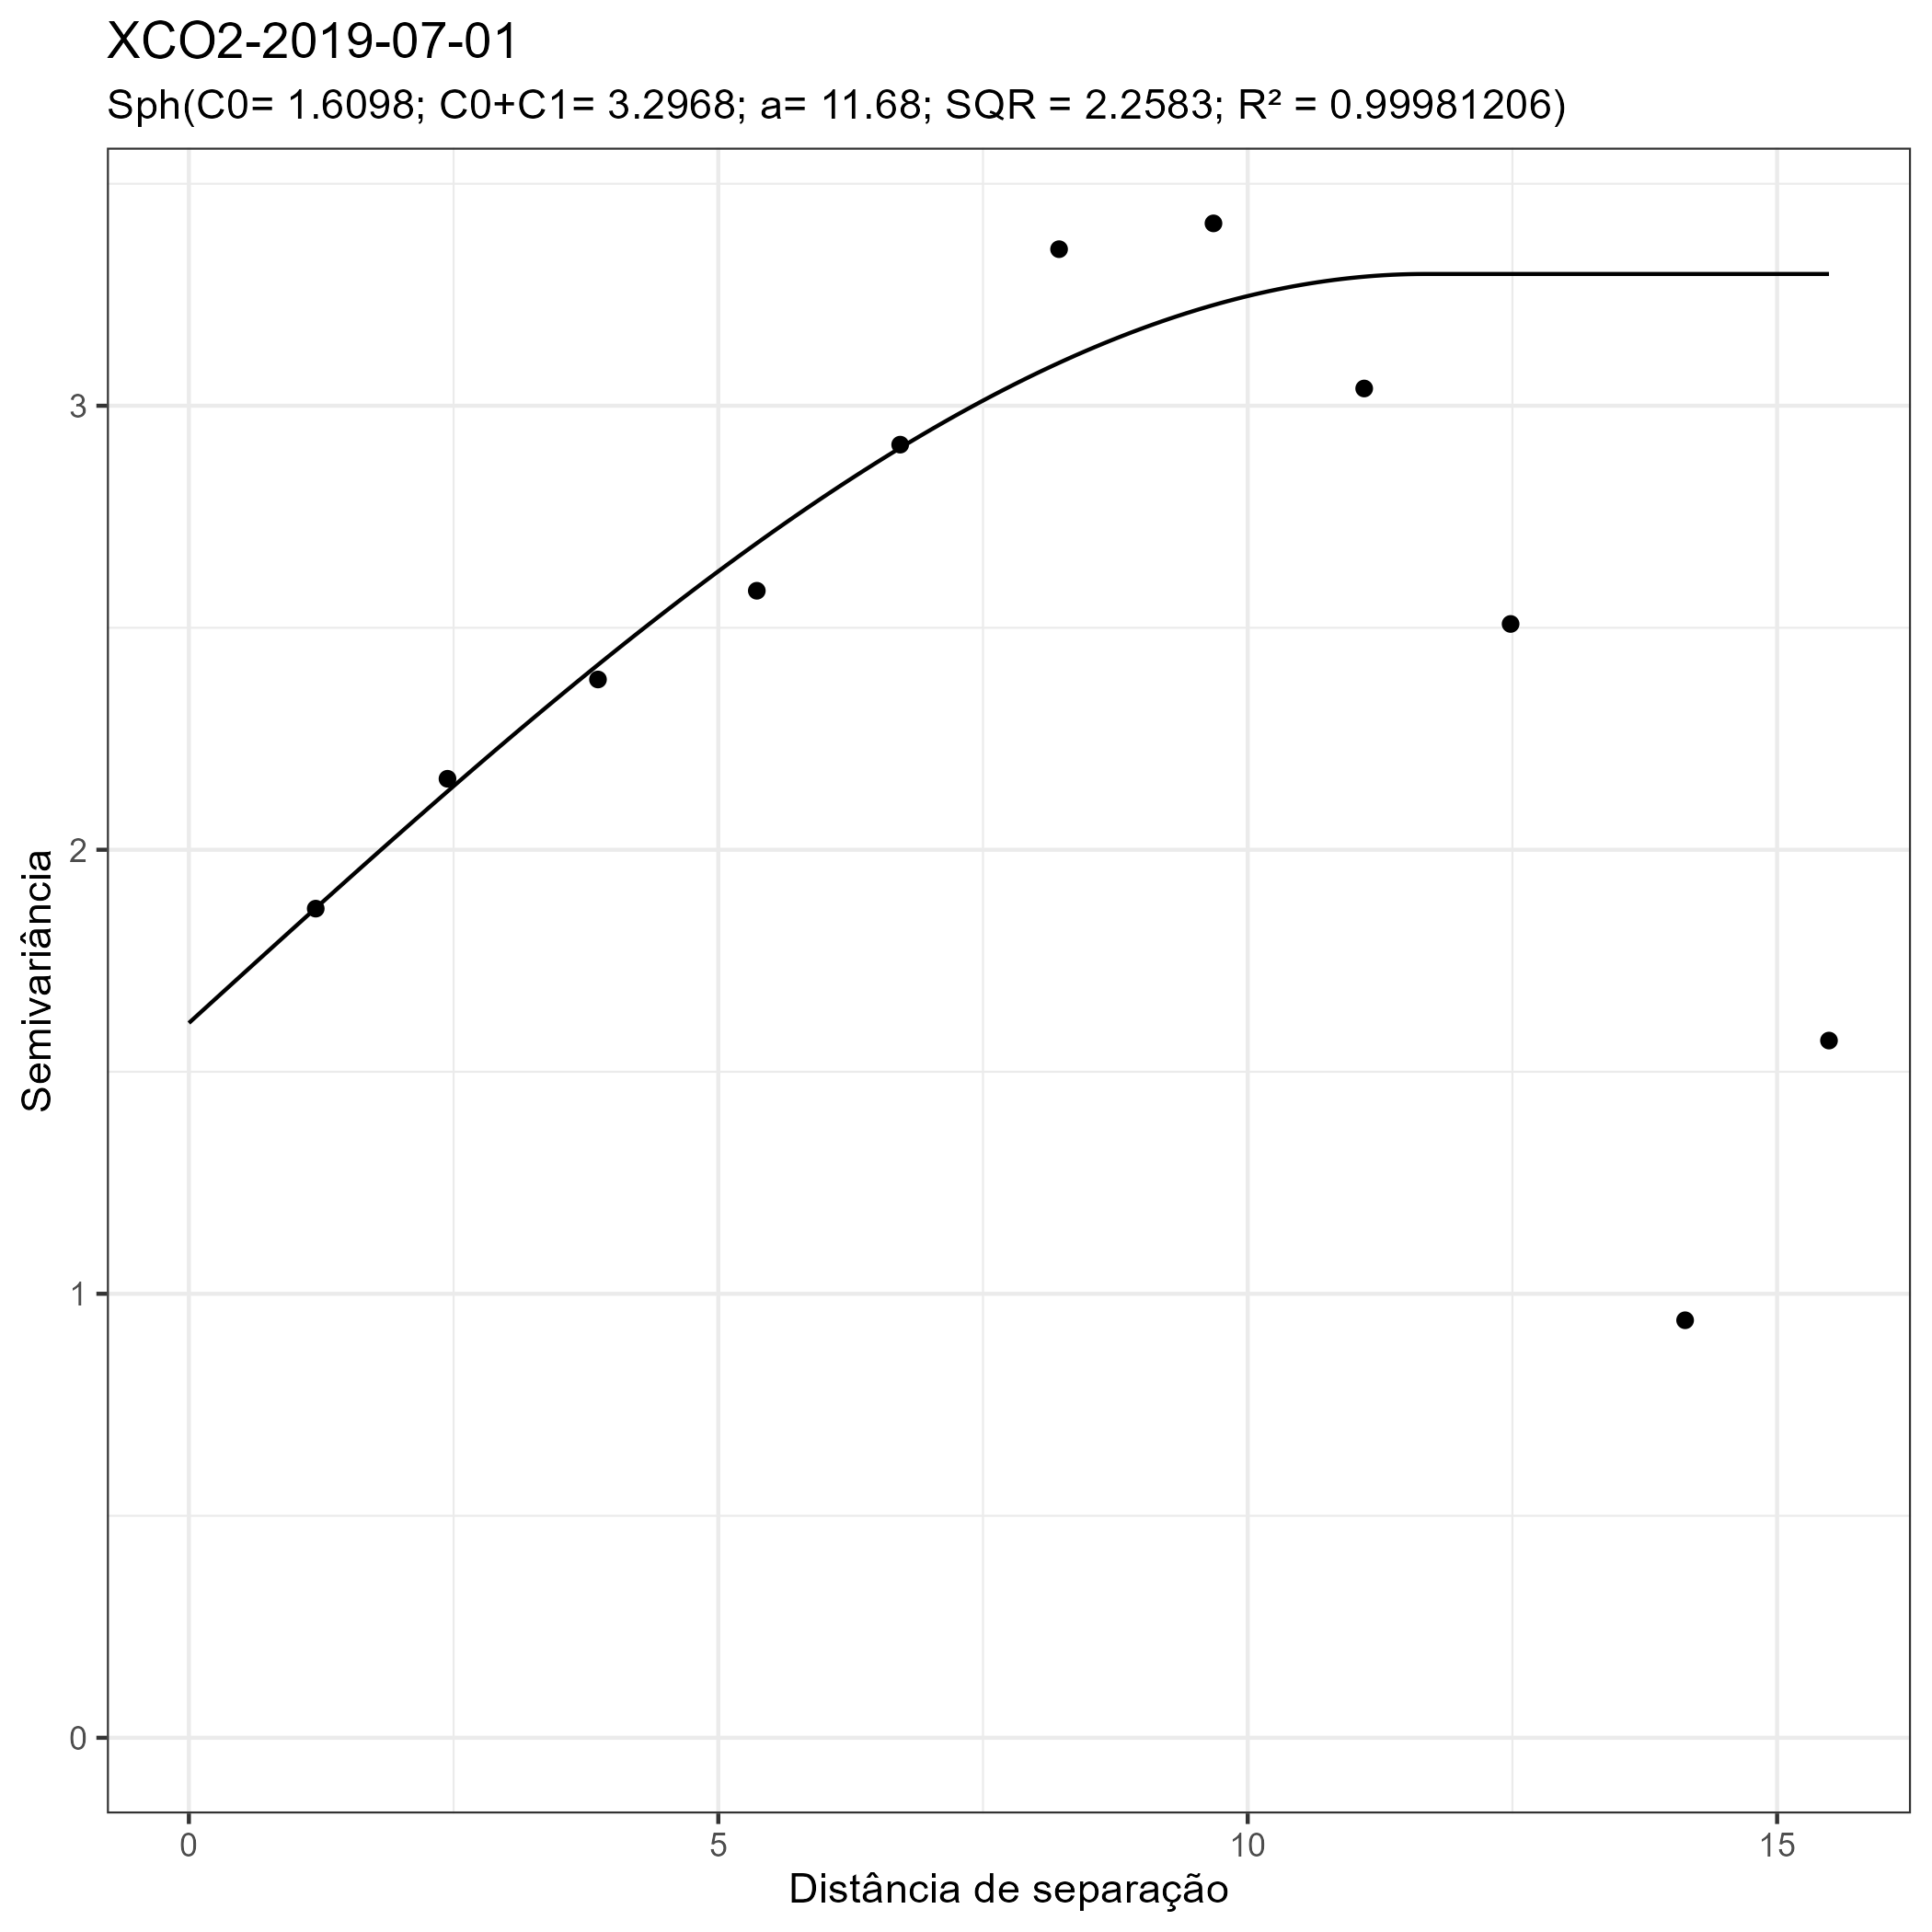 XCO2-2019-07-01
Sph(C0= 1.6098; C0+C1= 3.2968; a= 11.68; SQR = 2.2583; R² = 0.99981206)
Semivariância
3
2
1
0
0 5 10 15
Distância de separação